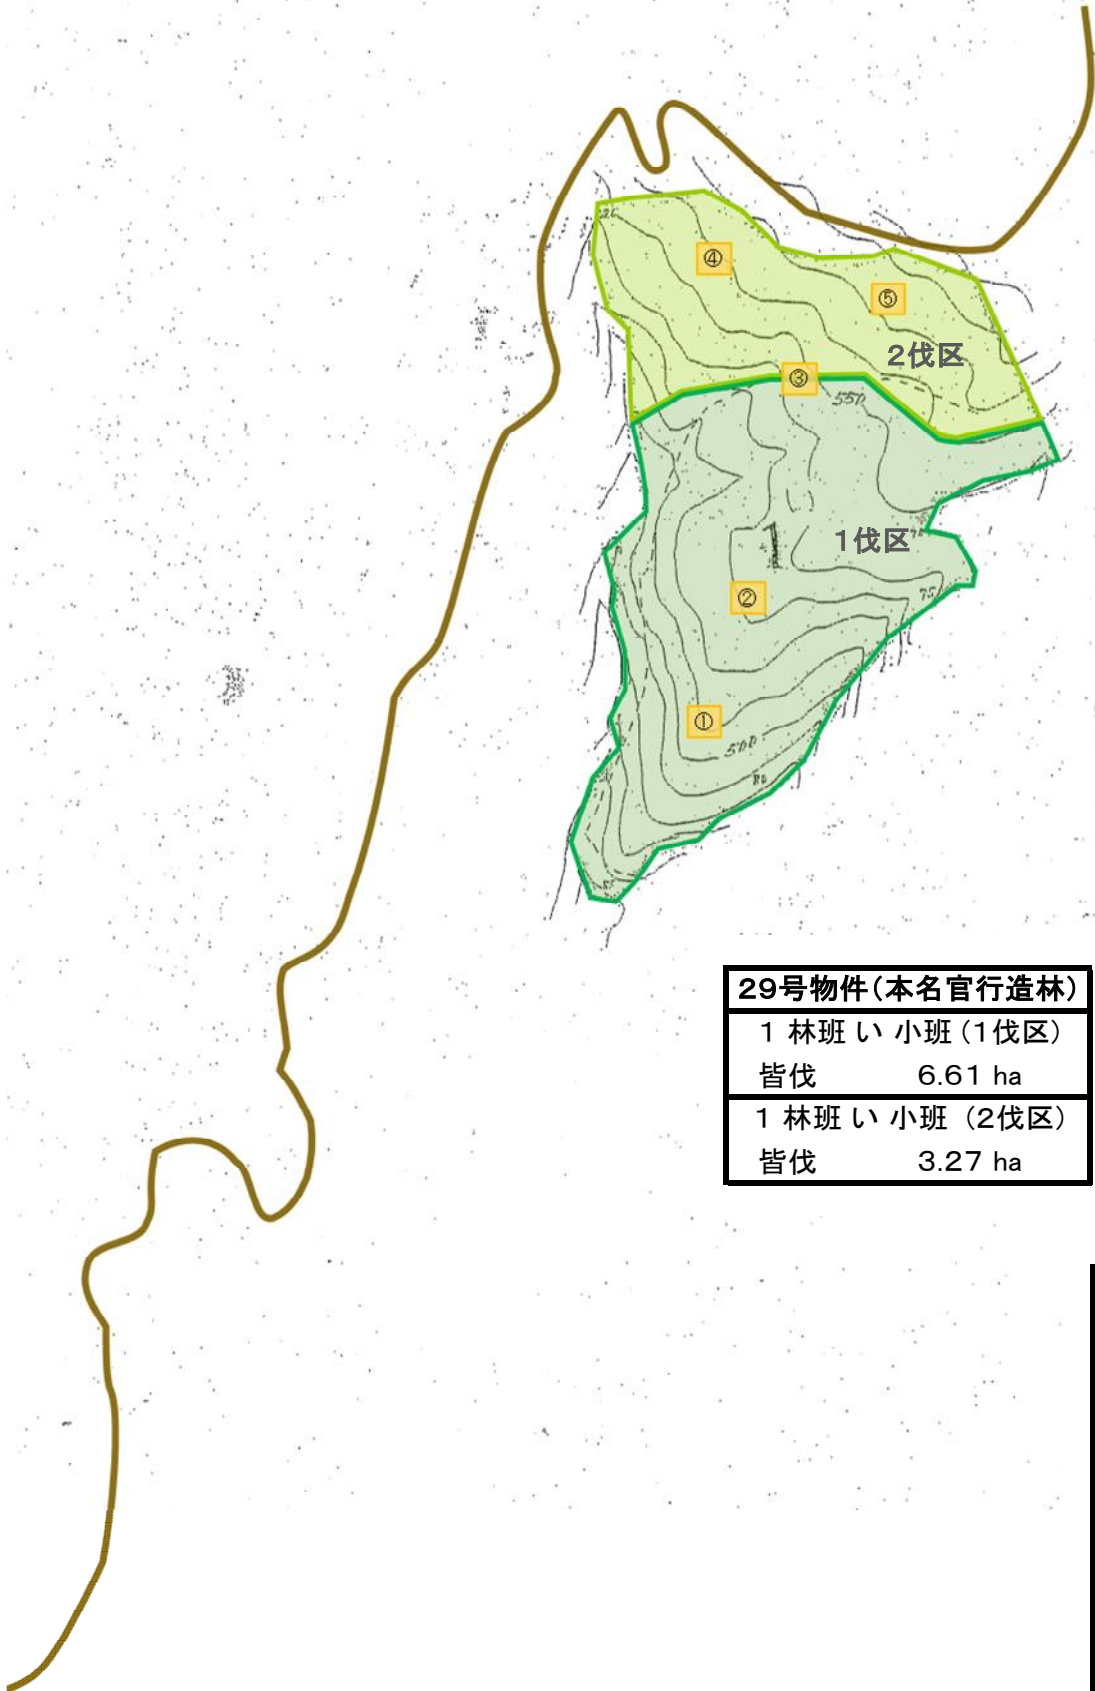 ④
⑤
2伐区
③
550
1伐区
1
②
75
①
500
29号物件(本名官行造林)
1 林班 い 小班 (1伐区)
皆伐 6.61 ha
1 林班 い 小班 (2伐区)
皆伐 3.27 ha